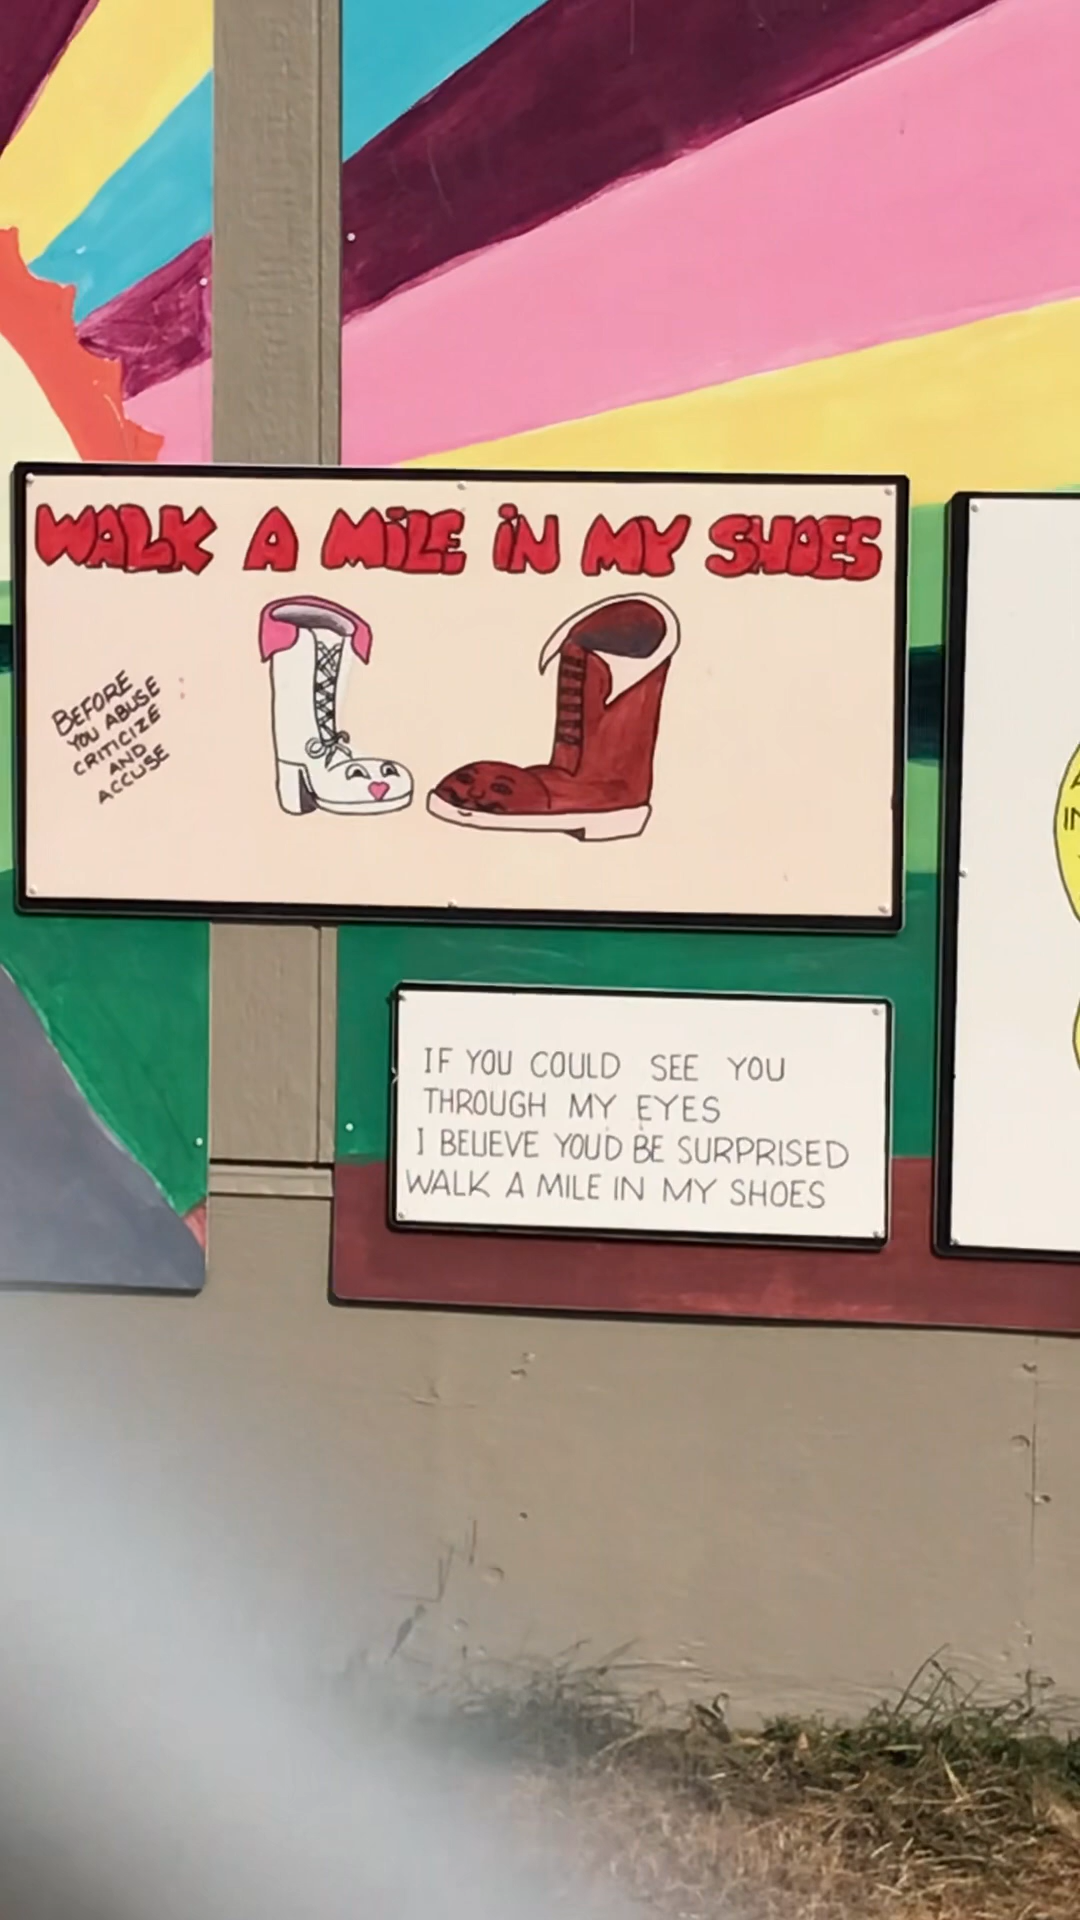 WALK A MiLE iN MY SHOES
BEFORE
YOU ABUSE
CRITICIZE
AND
ACCUSE
IF YOU COULD SEE YOU
THROUGH MY EYES
I BELIEVE YOU'D BE SURPRISED
WALK A MILE IN MY SHOES